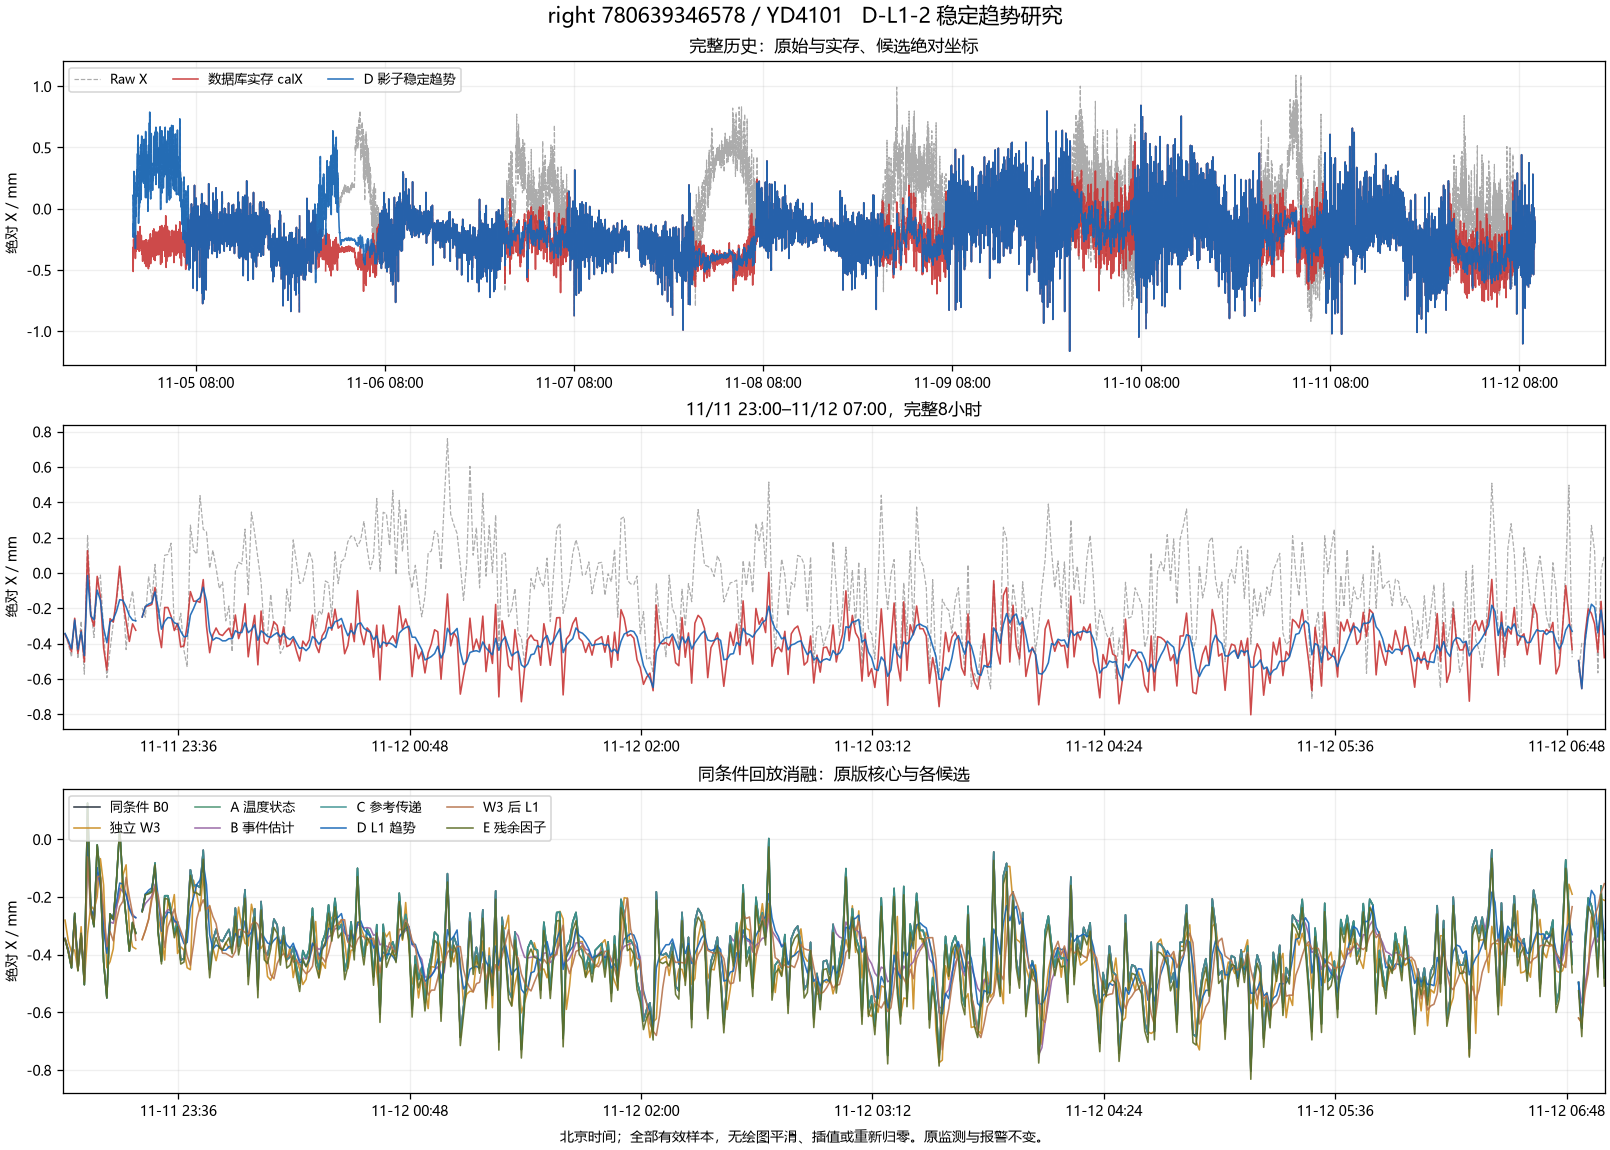 right 780639346578 / YD4101   D-L1-2 稳定趋势研究
完整历史：原始与实存、候选绝对坐标
Raw X
数据库实存 calX
D 影子稳定趋势
绝对 X / mm
1.0
0.5
0.0
-0.5
-1.0
11-05 08:00
11-06 08:00
11-07 08:00
11-08 08:00
11-09 08:00
11-10 08:00
11-11 08:00
11-12 08:00
11/11 23:00–11/12 07:00，完整8小时
绝对 X / mm
0.8
0.6
0.4
0.2
0.0
-0.2
-0.4
-0.6
-0.8
11-11 23:36
11-12 00:48
11-12 02:00
11-12 03:12
11-12 04:24
11-12 05:36
11-12 06:48
同条件回放消融：原版核心与各候选
同条件 B0
A 温度状态
C 参考传递
W3 后 L1
独立 W3
B 事件估计
D L1 趋势
E 残余因子
绝对 X / mm
0.0
-0.2
-0.4
-0.6
-0.8
11-11 23:36
11-12 00:48
11-12 02:00
11-12 03:12
11-12 04:24
11-12 05:36
11-12 06:48
北京时间；全部有效样本，无绘图平滑、插值或重新归零。原监测与报警不变。